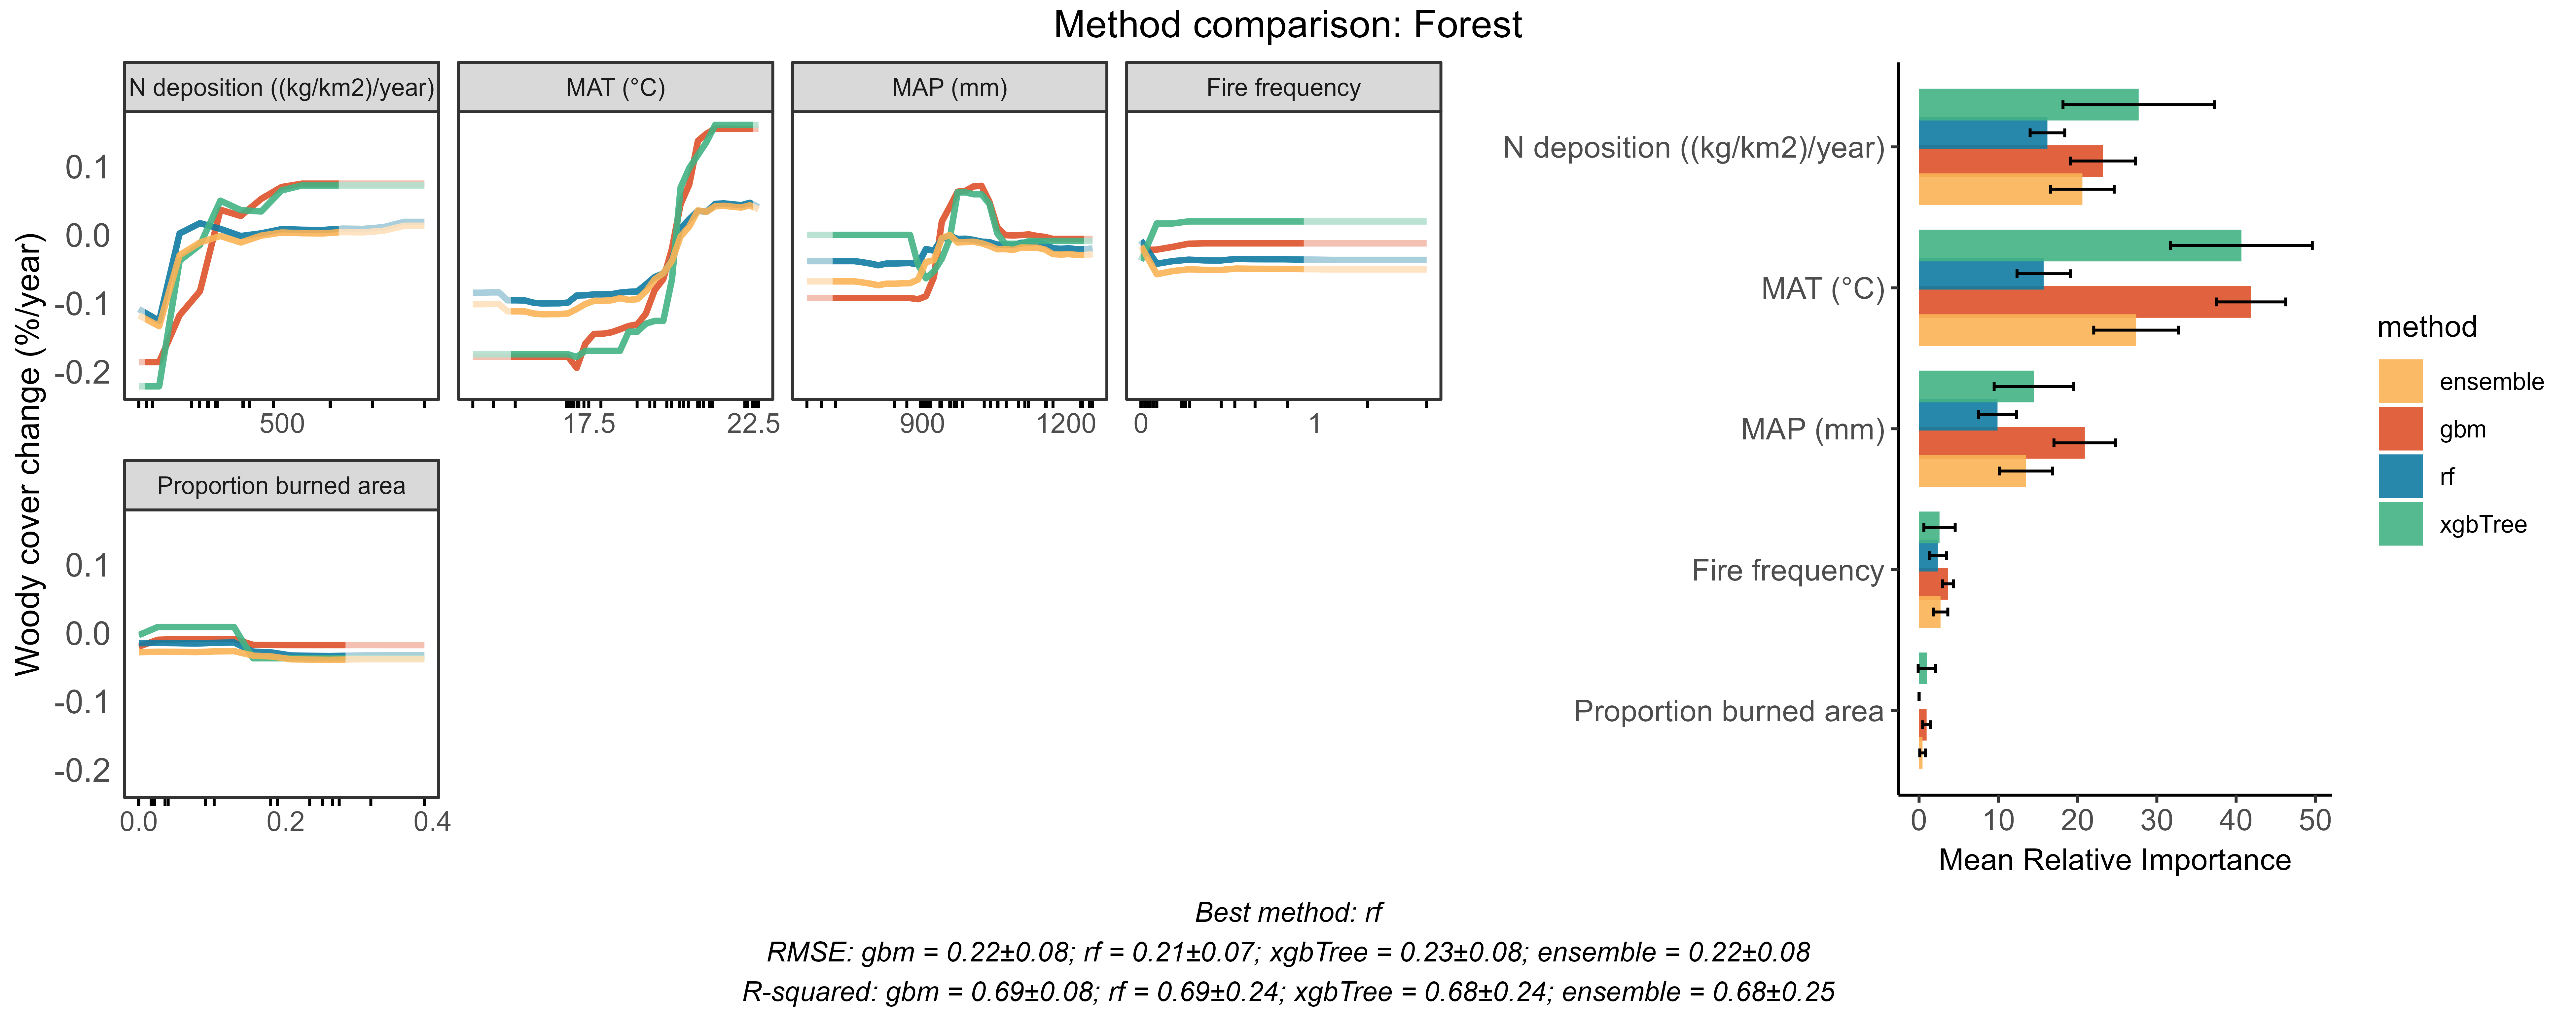 Method comparison: Forest
N deposition ((kg/km2)/year)
MAT (°C)
MAP (mm)
Fire frequency
Woody cover change (%/year)
0.1
0.0
-0.1
-0.2
500
17.5 22.5
900 1200
0 1
Proportion burned area
0.1
0.0
-0.1
-0.2
0.0 0.2 0.4
N deposition ((kg/km2)/year)
MAT (°C)
MAP (mm)
Fire frequency
Proportion burned area
0 10 20 30 40 50
Mean Relative Importance
method
ensemble
gbm
rf
xgbTree
Best method: rf
RMSE: gbm = 0.22±0.08; rf = 0.21±0.07; xgbTree = 0.23±0.08; ensemble = 0.22±0.08
R-squared: gbm = 0.69±0.08; rf = 0.69±0.24; xgbTree = 0.68±0.24; ensemble = 0.68±0.25